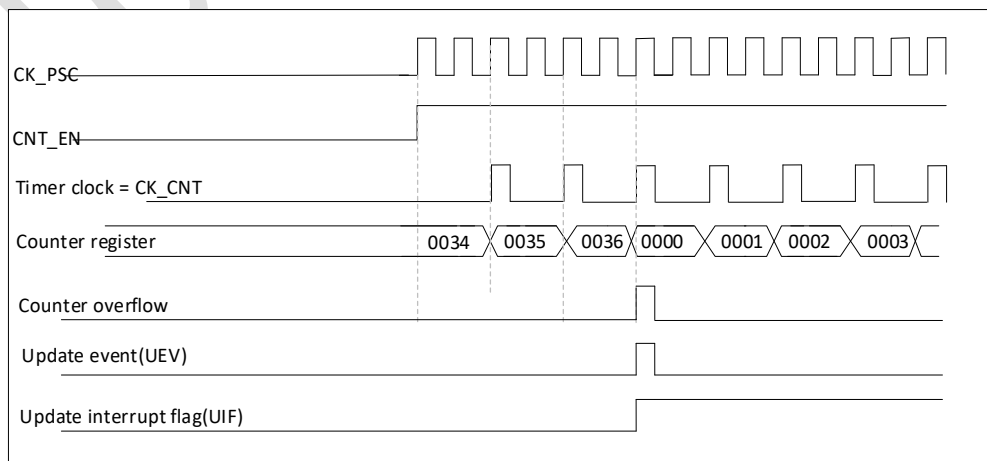 CK_PSC
CNT_EN
Timer clock = CK_CNT
Counter register 0034 0035 0036 0000 0001 0002 0003
Counter overflow
Update event(UEV)
Update interrupt flag(UIF)